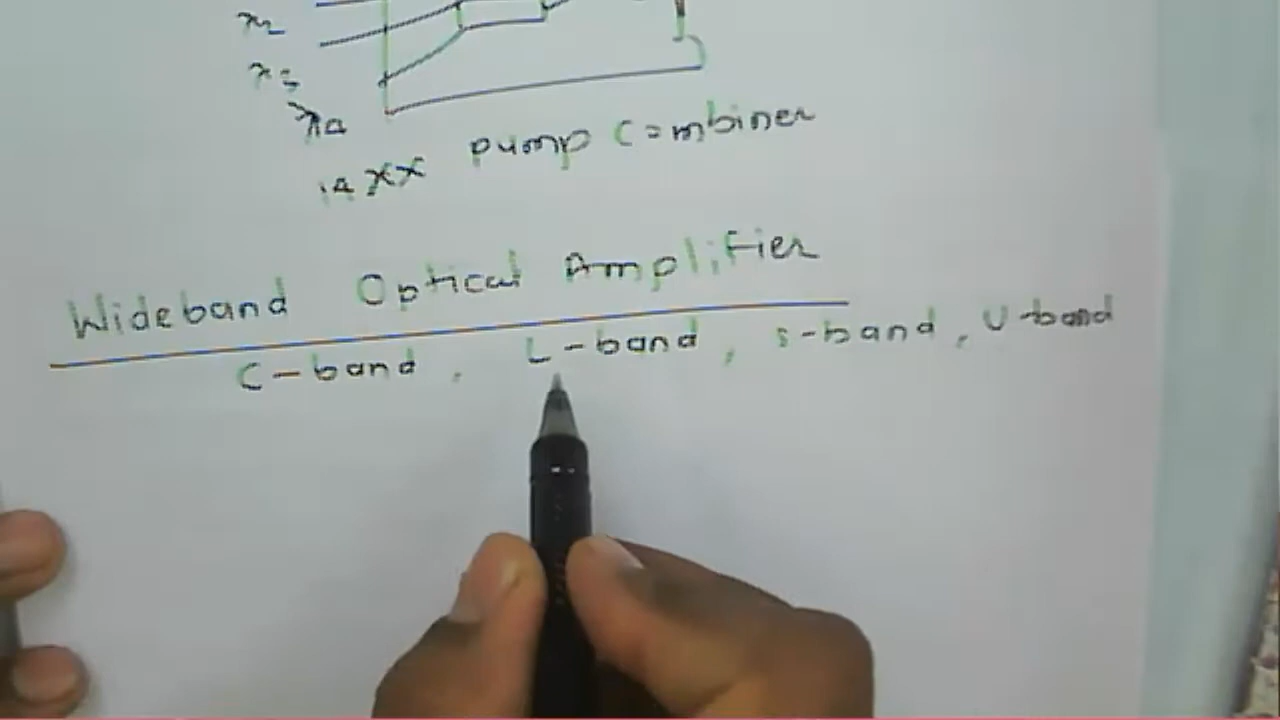 λ2
λ3
λ4
14XX pump Combiner
Wideband Optical Amplifier
C-band, L-band, S-band, U-band